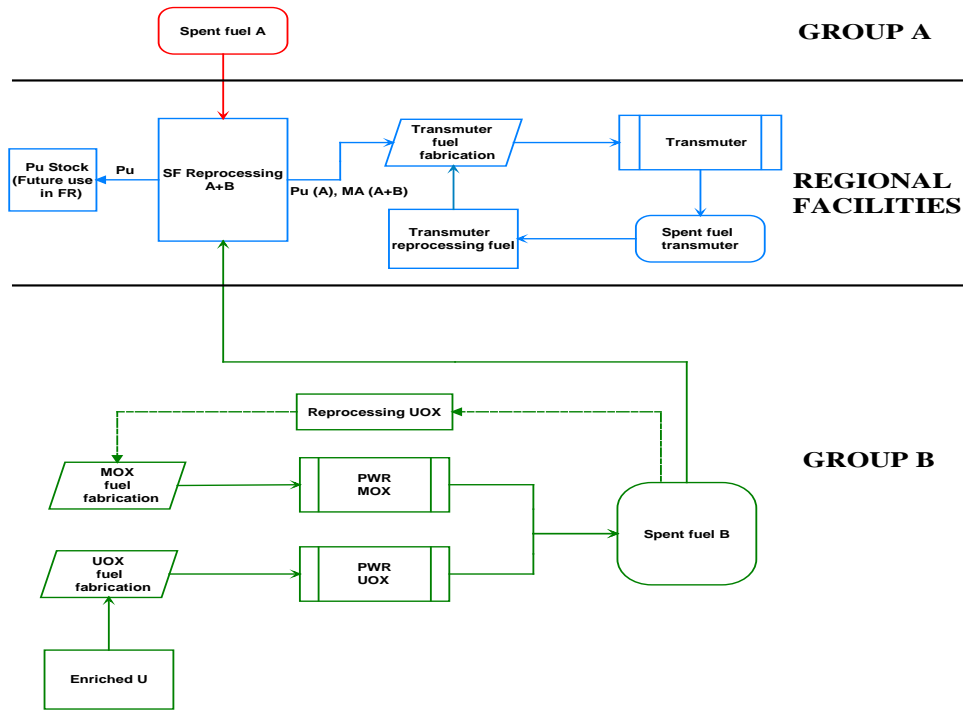 Spent fuel A
GROUP A
Pu Stock
(Future use
in FR)
Pu
SF Reprocessing
A+B
Pu (A), MA (A+B)
Transmuter
fuel
fabrication
Transmuter
Transmuter
reprocessing fuel
Spent fuel
transmuter
REGIONAL
FACILITIES
Reprocessing UOX
MOX
fuel
fabrication
PWR
MOX
GROUP B
Spent fuel B
UOX
fuel
fabrication
PWR
UOX
Enriched U